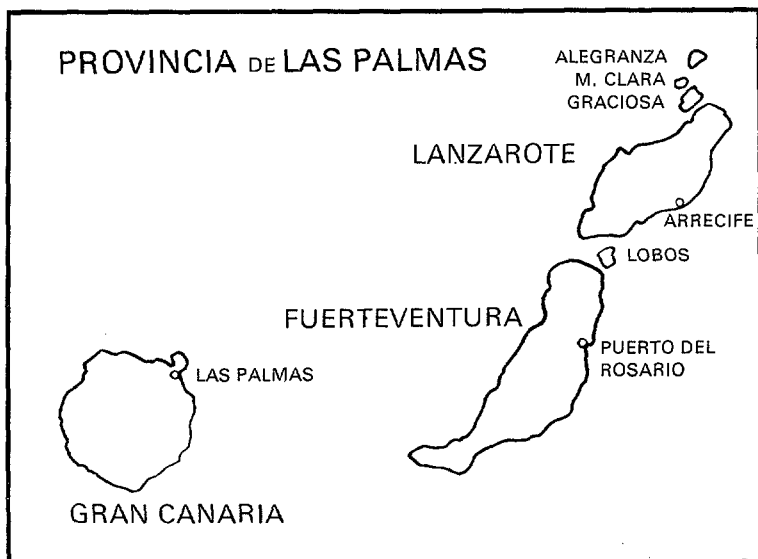 PROVINCIA DE LAS PALMAS
ALEGRANZA
M. CLARA
GRACIOSA
LANZAROTE
ARRECIFE
LOBOS
FUERTEVENTURA
PUERTO DEL
ROSARIO
LAS PALMAS
GRAN CANARIA